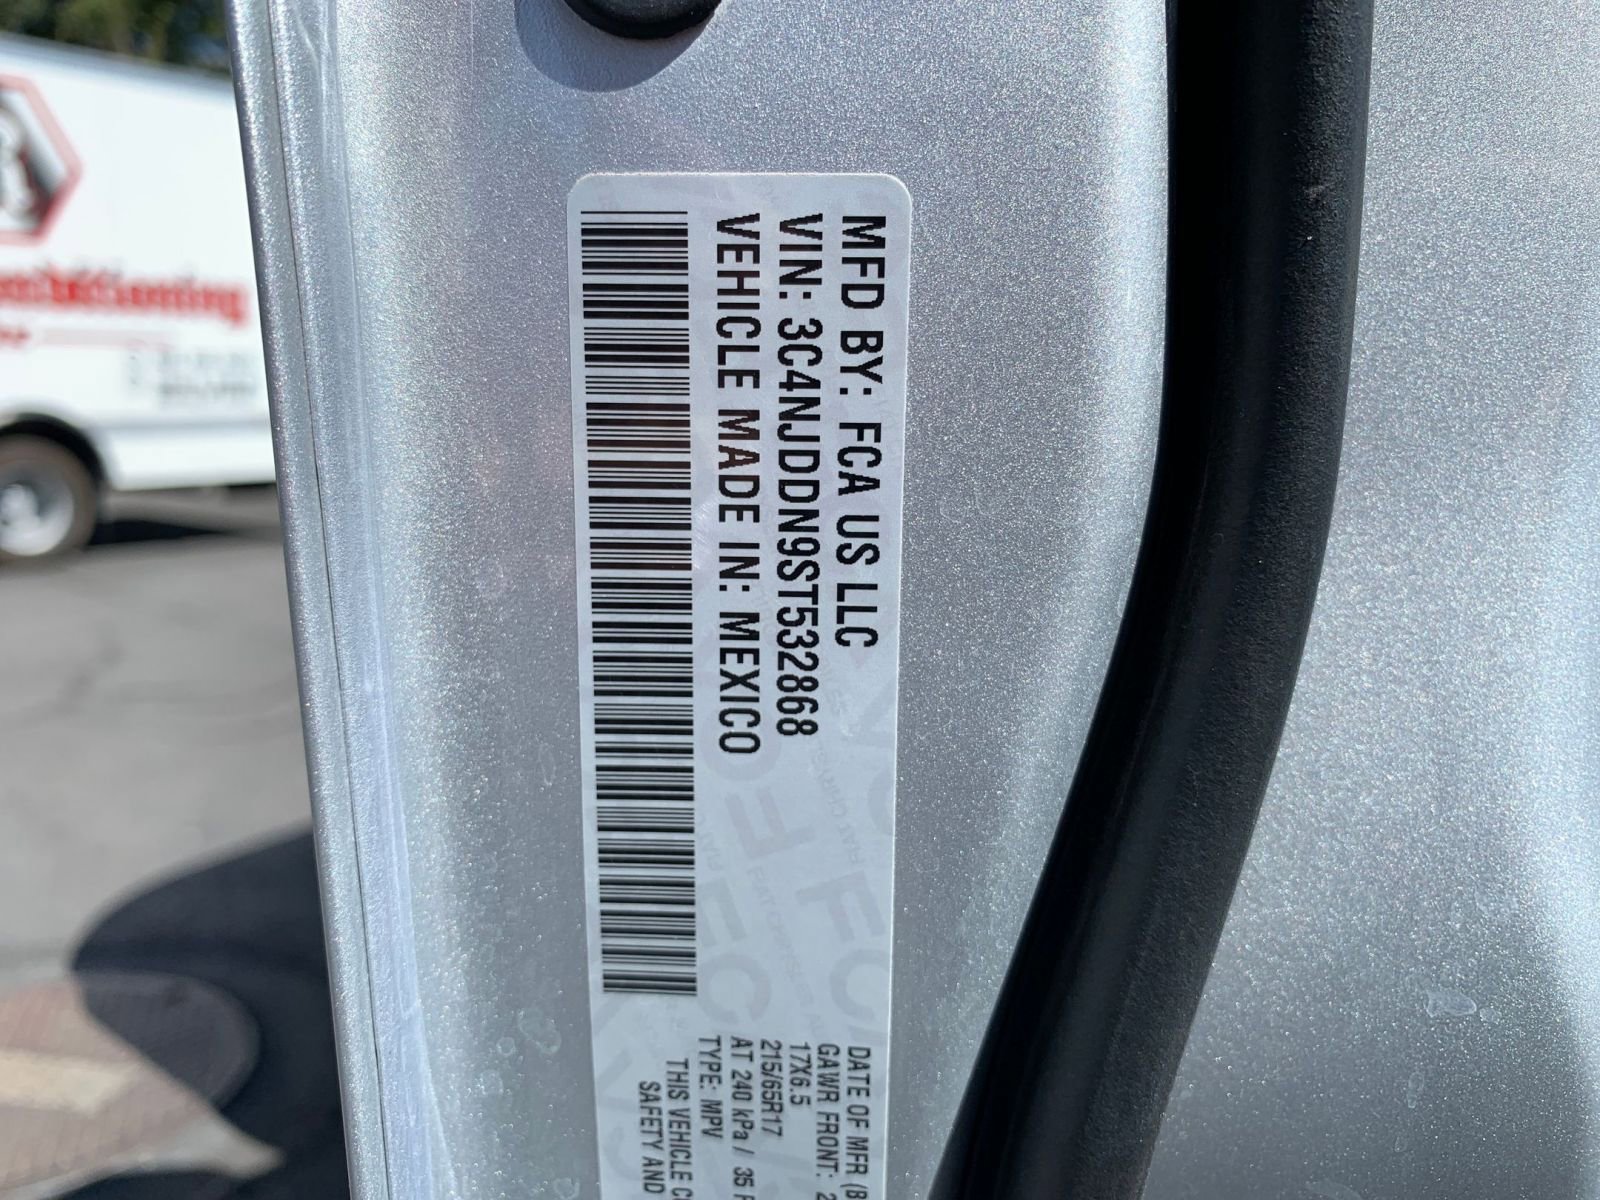 MFD BY: FCA US LLC
VIN: 3C4NJDDN9ST532868
VEHICLE MADE IN: MEXICO
DATE OF MFR
GAWR FRONT:
17X6.5
215/65R17
AT 240 kPa / 35
TYPE: MPV
THIS VEHICLE
SAFETY AND